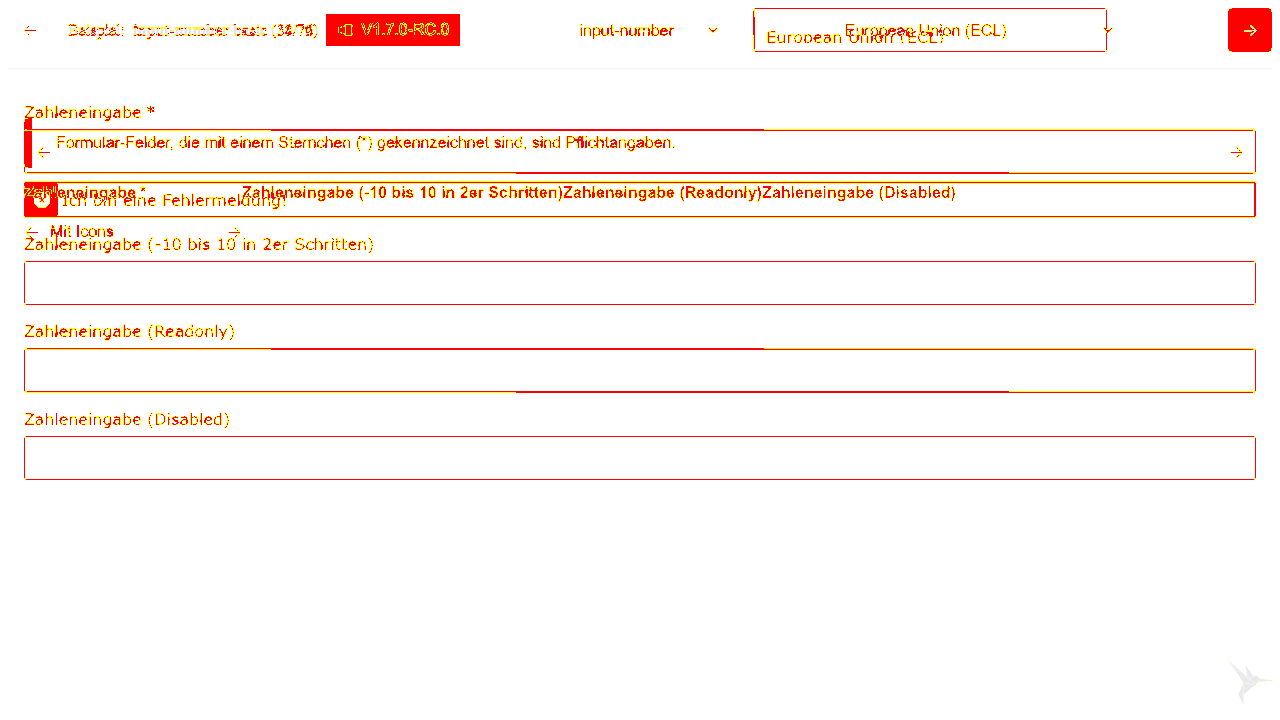 Beispiel: input-number basic V1.7.0-RC.0 input-number European Union (ECL)
European Union (ECL)
Zahleneingabe *
Formular-Felder, die mit einem Sternchen (*) gekennzeichnet sind, sind Pflichtangaben.
Zahleneingabe * Zahleneingabe (-10 bis 10 in 2er Schritten)Zahleneingabe (Readonly)Zahleneingabe (Disabled)
Ich bin eine Fehlermeldung!
Mit Icons
Zahleneingabe (-10 bis 10 in 2er Schritten)
Zahleneingabe (Readonly)
Zahleneingabe (Disabled)